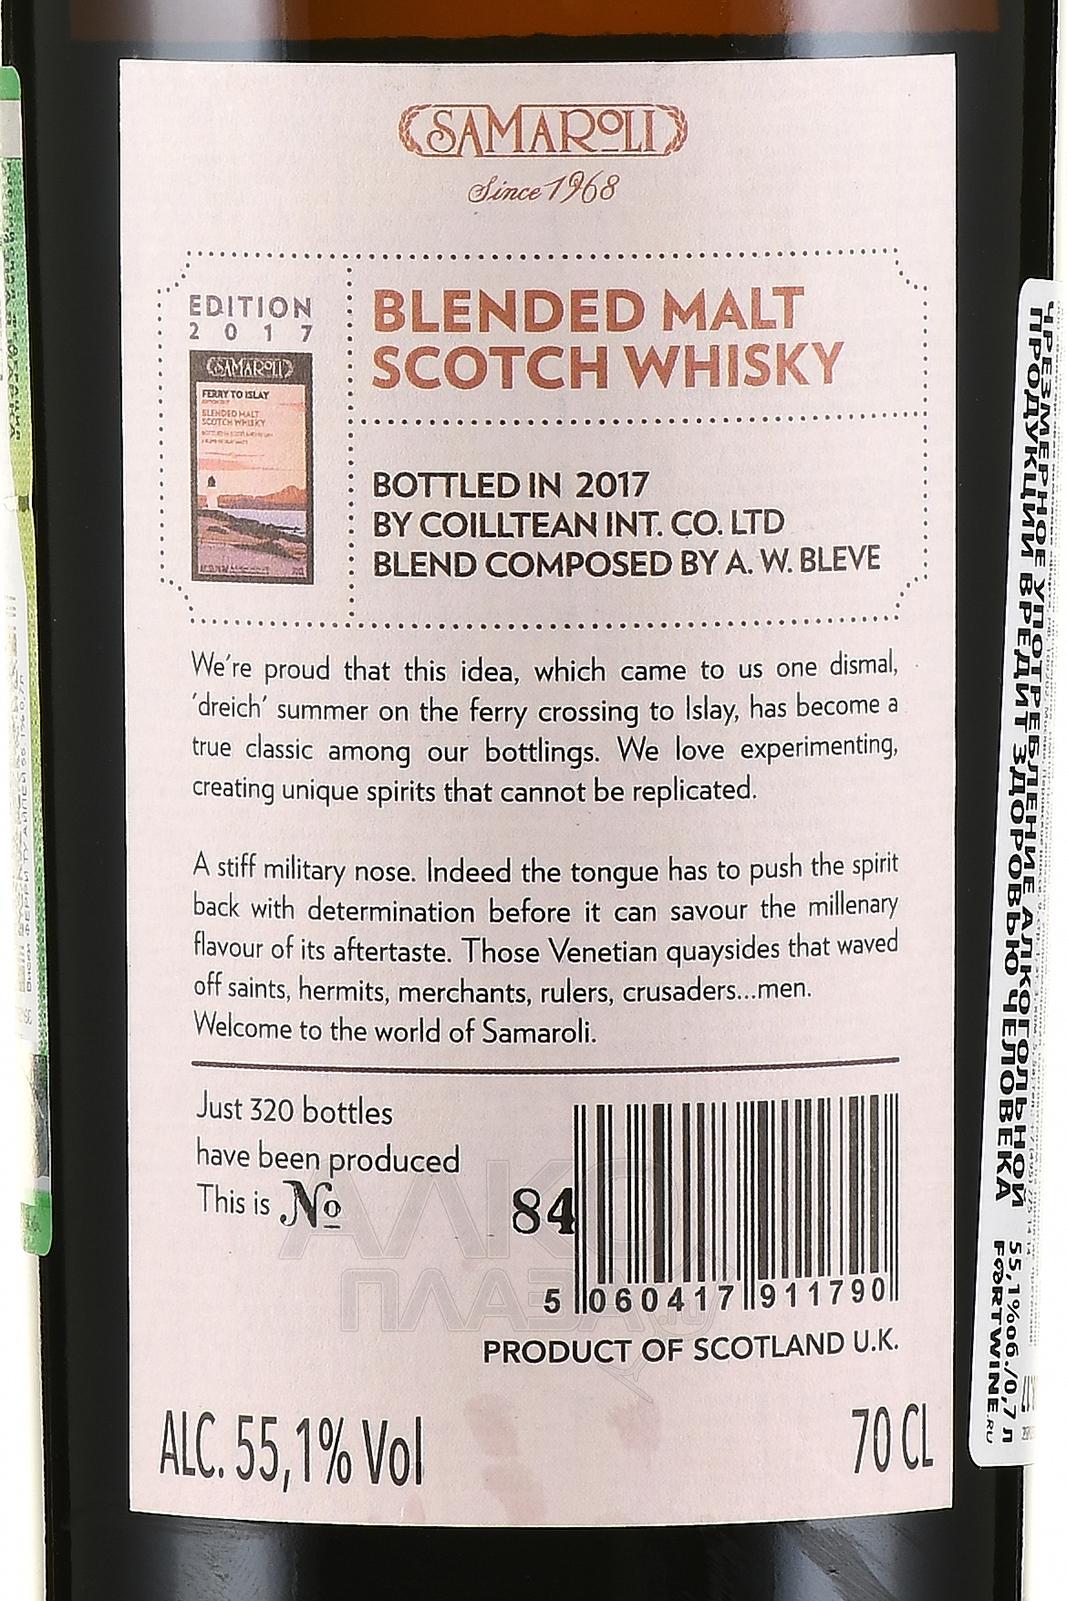 SAMAROLI
Since 1968
EDITION
2017
SAMAROLI
FERRY TO ISLAY
BLENDED MALT
SCOTCH WHISKY
BLENDED MALT
SCOTCH WHISKY
BOTTLED IN 2017
BY COILLTEAN INT. CO. LTD
BLEND COMPOSED BY A. W. BLEVE
We're proud that this idea, which came to us one dismal,
'dreich' summer on the ferry crossing to Islay, has become a
true classic among our bottlings. We love experimenting,
creating unique spirits that cannot be replicated.
A stiff military nose. Indeed the tongue has to push the spirit
back with determination before it can savour the millenary
flavour of its aftertaste. Those Venetian quaysides that waved
off saints, hermits, merchants, rulers, crusaders...men.
Welcome to the world of Samaroli.
Just 320 bottles
have been produced
This is No 84
5 060417 911790
PRODUCT OF SCOTLAND U.K.
ALC. 55,1% Vol
70 CL
АЛКО
ПЛАЗА.ru
ЧРЕЗМЕРНОЕ УПОТРЕБЛЕНИЕ АЛКОГОЛЬНОЙ
ПРОДУКЦИИ ВРЕДИТ ЗДОРОВЬЮ ЧЕЛОВЕКА
55,1%об./0,7 л
FORTWINE.RU